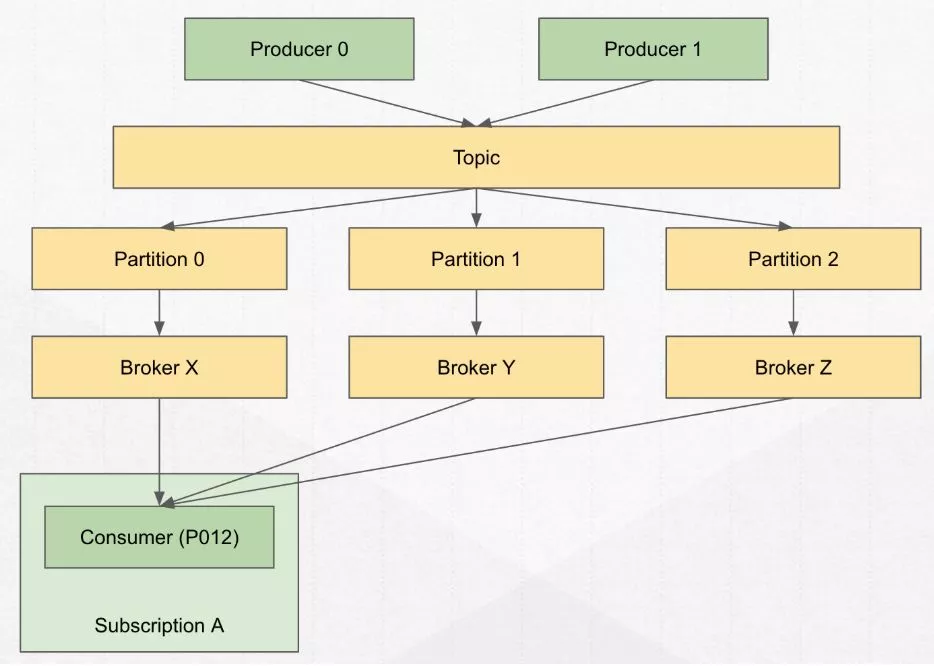 Producer 0
Producer 1
Topic
Partition 0
Partition 1
Partition 2
Broker X
Broker Y
Broker Z
Consumer (P012)
Subscription A